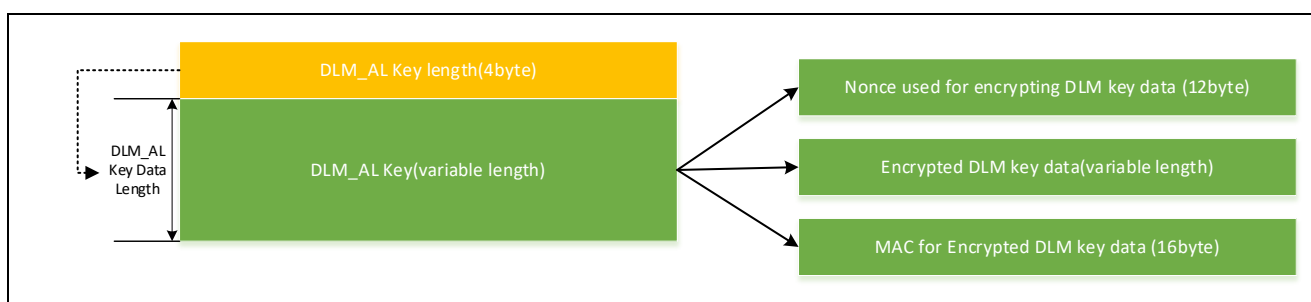 DLM_AL Key length(4byte)
DLM_AL
Key Data
Length
DLM_AL Key(variable length)
Nonce used for encrypting DLM key data (12byte)
Encrypted DLM key data(variable length)
MAC for Encrypted DLM key data (16byte)